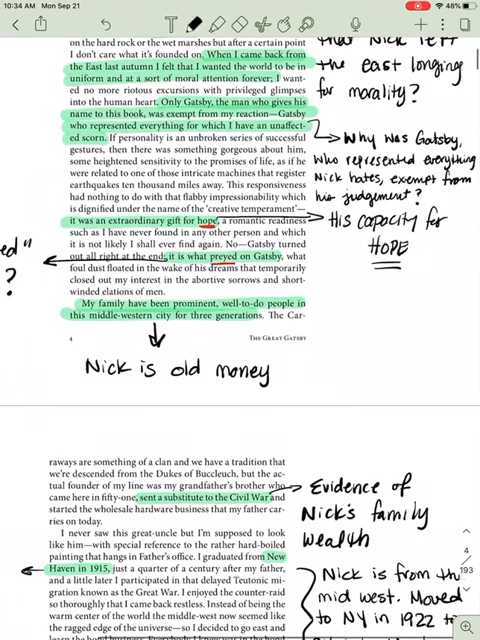 10:34 AM Mon Sep 21
48%
on the hard rock or the wet marshes but after a certain point
I don't care what it's founded on. When I came back from
the East last autumn I felt that I wanted the world to be in
uniform and at a sort of moral attention forever; I want-
ed no more riotous excursions with privileged glimpses
into the human heart. Only Gatsby, the man who gives his
name to this book, was exempt from my reaction—Gatsby
who represented everything for which I have an unaffect-
ed scorn. If personality is an unbroken series of successful
gestures, then there was something gorgeous about him,
some heightened sensitivity to the promises of life, as if he
were related to one of those intricate machines that register
earthquakes ten thousand miles away. This responsiveness
had nothing to do with that flabby impressionability which
is dignified under the name of the 'creative temperament'—
it was an extraordinary gift for hope, a romantic readiness
such as I have never found in any other person and which
it is not likely I shall ever find again. No—Gatsby turned
out all right at the end; it is what preyed on Gatsby, what
foul dust floated in the wake of his dreams that temporarily
closed out my interest in the abortive sorrows and short-
winded elations of men.
My family have been prominent, well-to-do people in
this middle-western city for three generations. The Car-
4 THE GREAT GATSBY
that Nick left
the east longing
for morality?
Why was Gatsby,
who represented everything
Nick hates, exempt from
his judgement?
His capacity for
HOPE
ed"
?
Nick is old money
raways are something of a clan and we have a tradition that
we're descended from the Dukes of Buccleuch, but the ac-
tual founder of my line was my grandfather's brother who
came here in fifty-one, sent a substitute to the Civil War and
started the wholesale hardware business that my father car-
ries on today.
I never saw this great-uncle but I'm supposed to look
like him—with special reference to the rather hard-boiled
painting that hangs in Father's office. I graduated from New
Haven in 1915, just a quarter of a century after my father,
and a little later I participated in that delayed Teutonic mi-
gration known as the Great War. I enjoyed the counter-raid
so thoroughly that I came back restless. Instead of being the
warm center of the world the middle-west now seemed like
the ragged edge of the universe—so I decided to go east and
learn the bond business.
Evidence of
Nick's family
wealth
Nick is from th
mid west. Moved
to NY in 1922 to
4
193